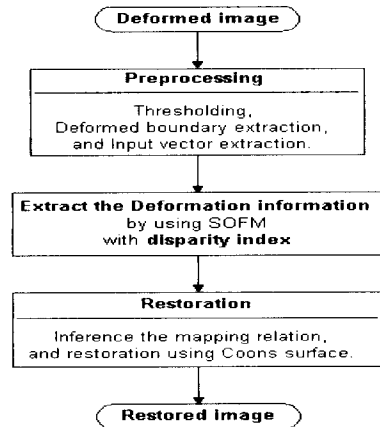 Deformed image
Preprocessing
Thresholding,
Deformed boundary extraction,
and Input vector extraction.
Extract the Deformation information
by using SOFM
with disparity index
Restoration
Inference the mapping relation,
and restoration using Coons surface.
Restored image